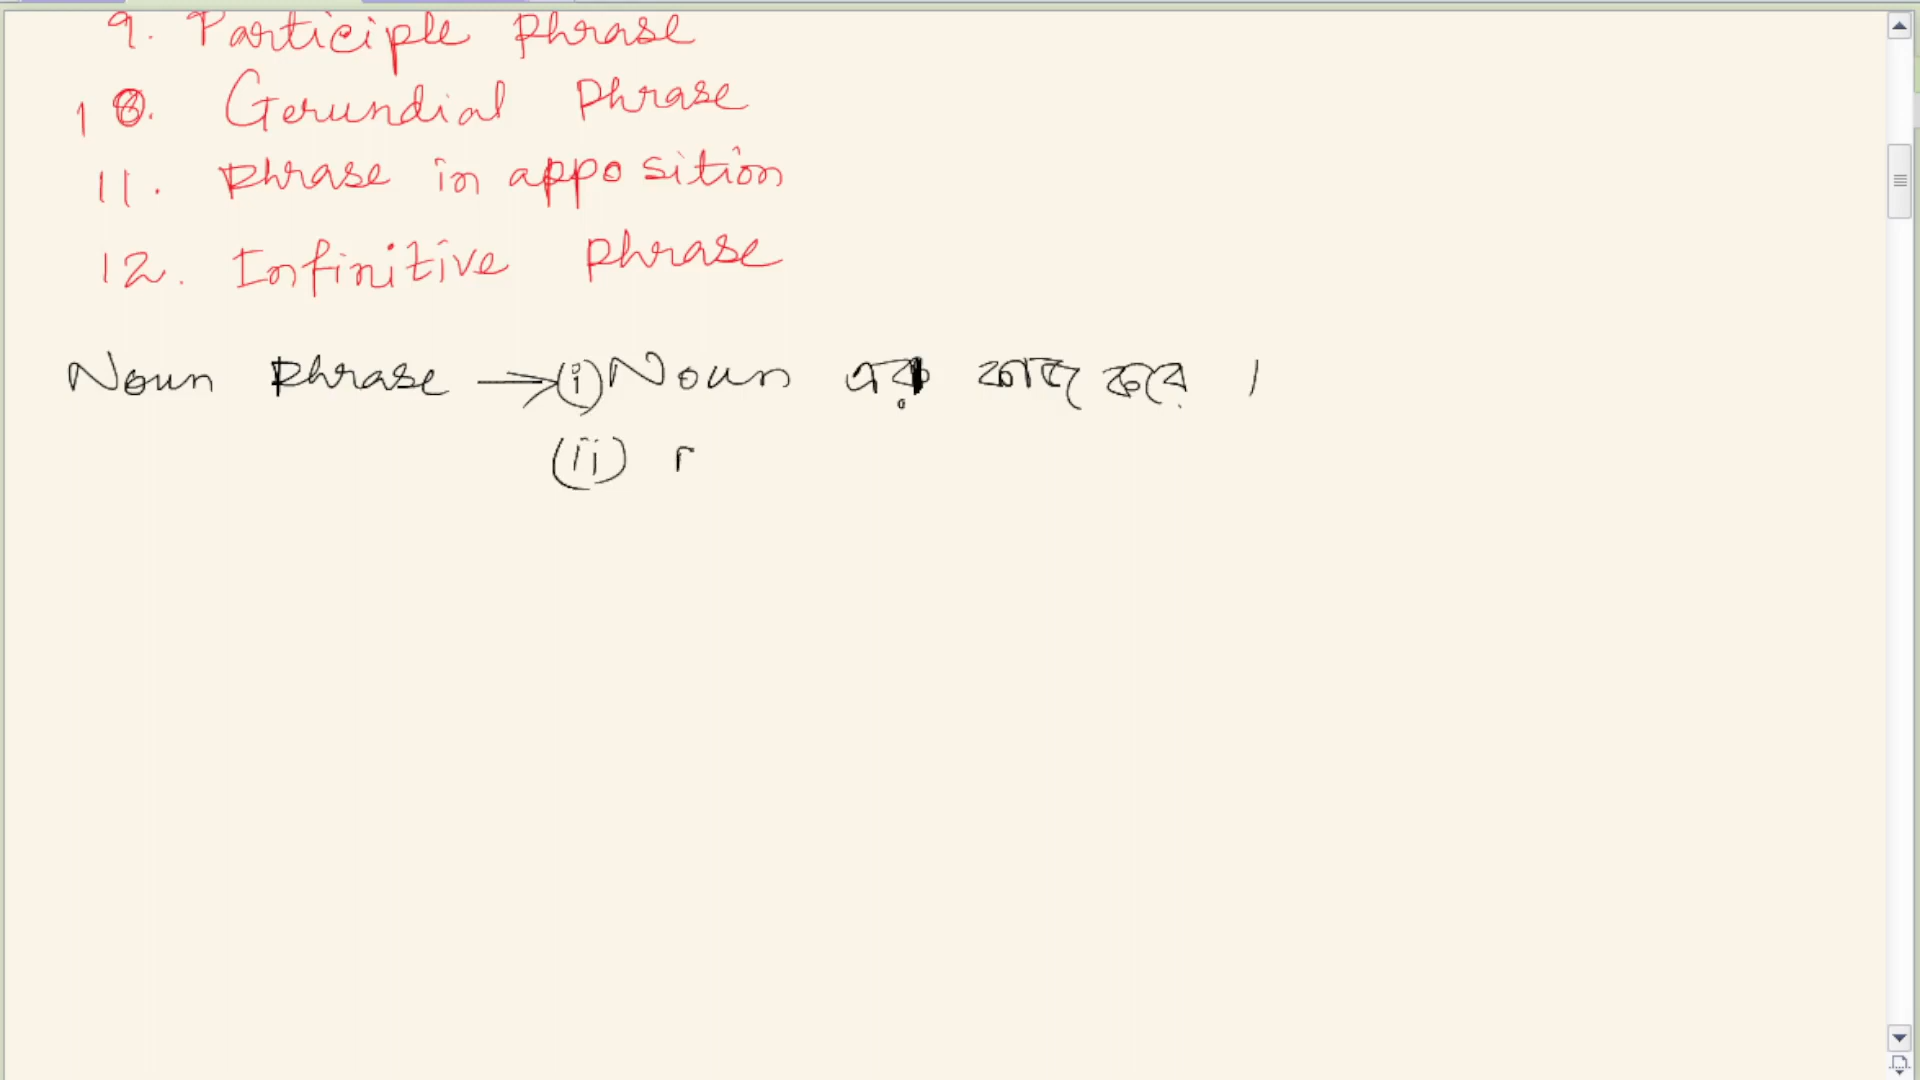 9. Participle Phrase
10. Gerundial Phrase
11. Phrase in apposition
12. Infinitive Phrase
Noun Phrase → (i) Noun এর কাজ করে ।
(ii)